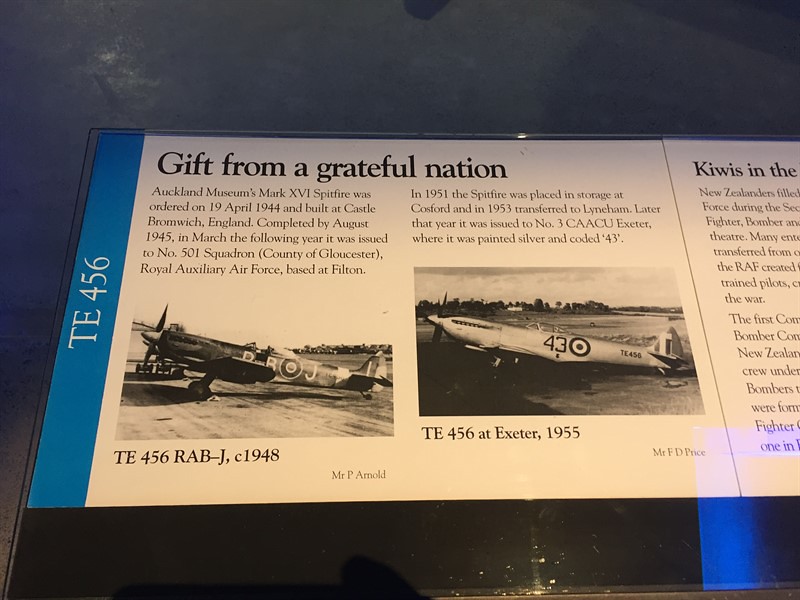 TE 456
Gift from a grateful nation
Auckland Museum's Mark XVI Spitfire was
ordered on 19 April 1944 and built at Castle
Bromwich, England. Completed by August
1945, in March the following year it was issued
to No. 501 Squadron (County of Gloucester),
Royal Auxiliary Air Force, based at Filton.
In 1951 the Spitfire was placed in storage at
Cosford and in 1953 transferred to Lyneham. Later
that year it was issued to No. 3 CAACU Exeter,
where it was painted silver and coded '43'.
43
TE456
TE 456 RAB–J, c1948
Mr P Arnold
TE 456 at Exeter, 1955
Mr F D Price
Kiwis in the
New Zealanders filled
Force during the Sec
Fighter, Bomber and
theatre. Many ent
transferred from o
the RAF created
trained pilots, c
the war.
The first Com
Bomber Com
New Zealan
crew under
Bombers t
were form
Fighter
one in